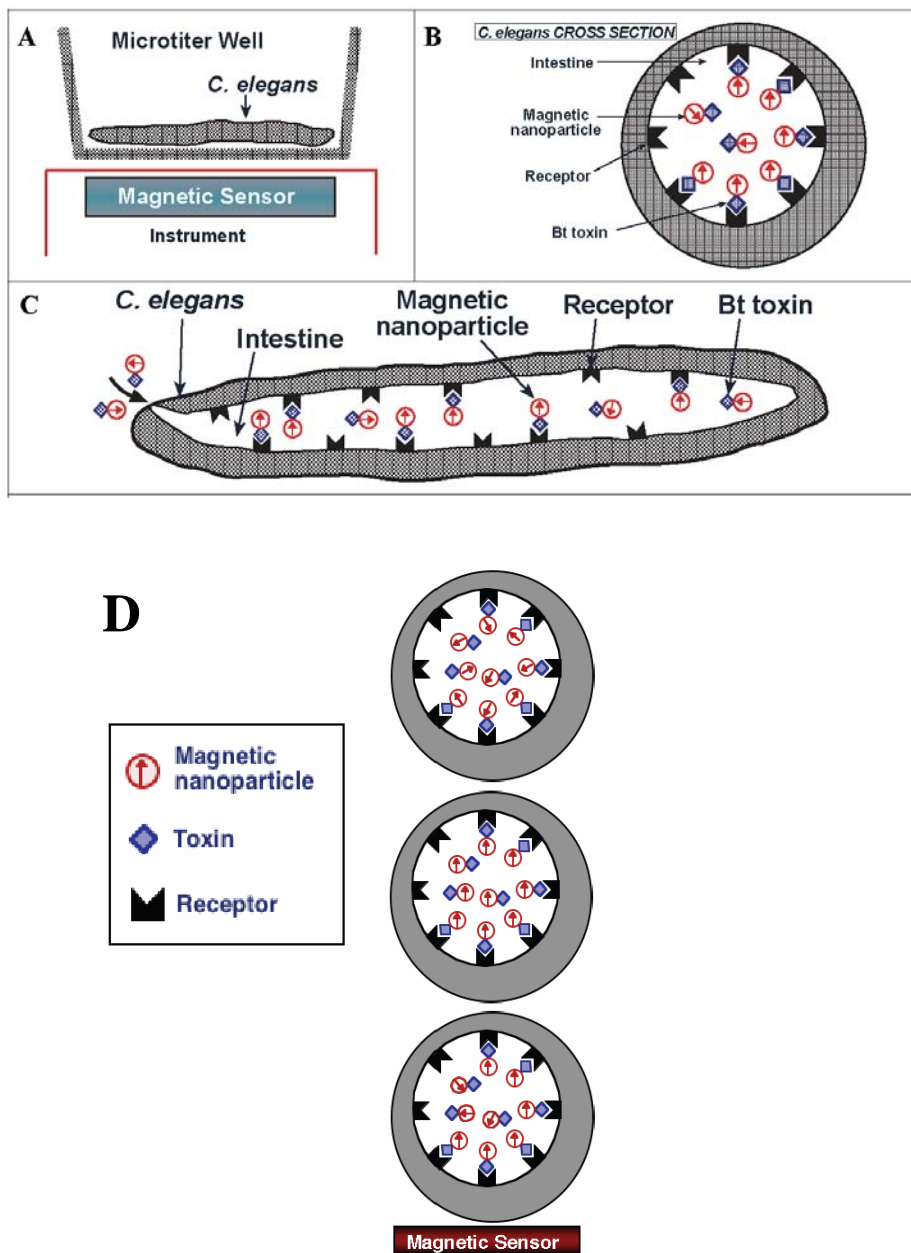 A
Microtiter Well
C. elegans
Magnetic Sensor
Instrument
B
C. elegans CROSS SECTION
Intestine
Magnetic
nanoparticle
Receptor
Bt toxin
C
C. elegans
Intestine
Magnetic
nanoparticle
Receptor
Bt toxin
D
Magnetic
nanoparticle
Toxin
Receptor
Magnetic Sensor